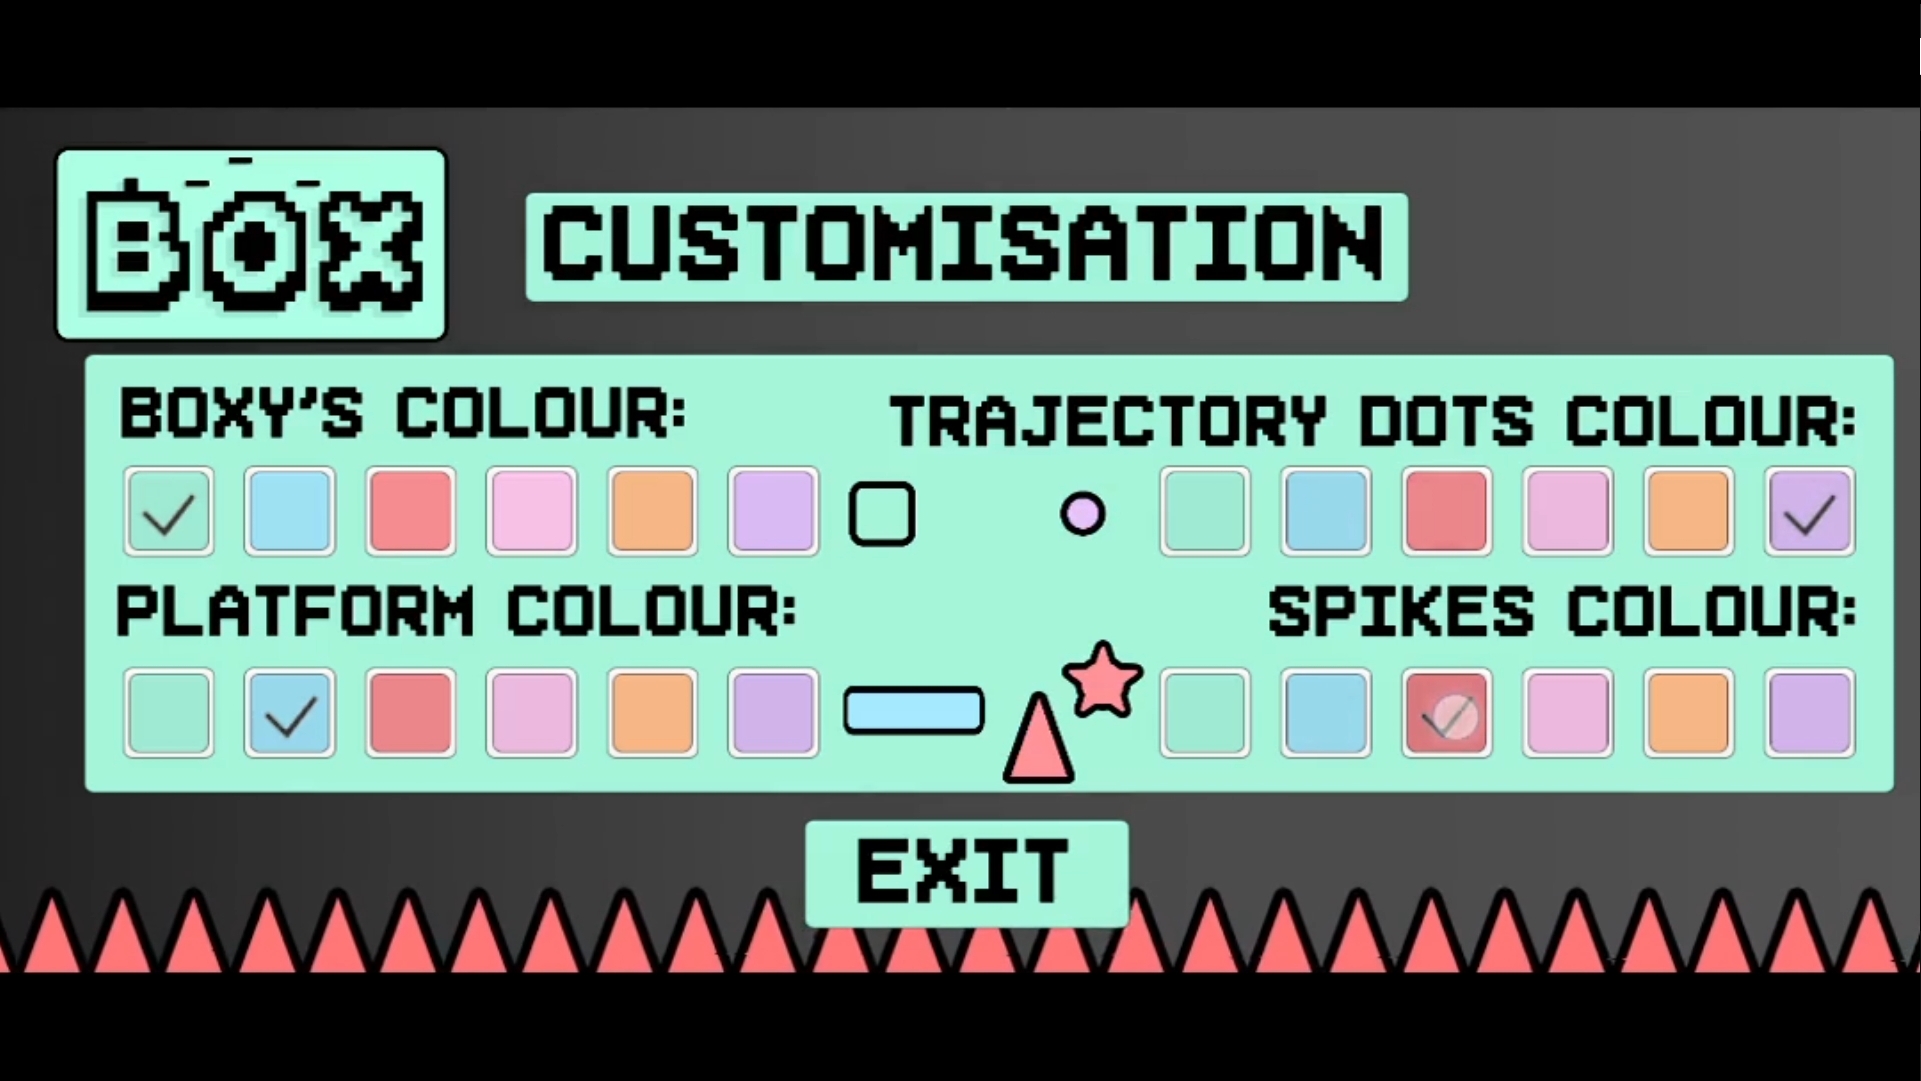 BOX
CUSTOMISATION
BOXY'S COLOUR:
TRAJECTORY DOTS COLOUR:
PLATFORM COLOUR:
SPIKES COLOUR:
EXIT